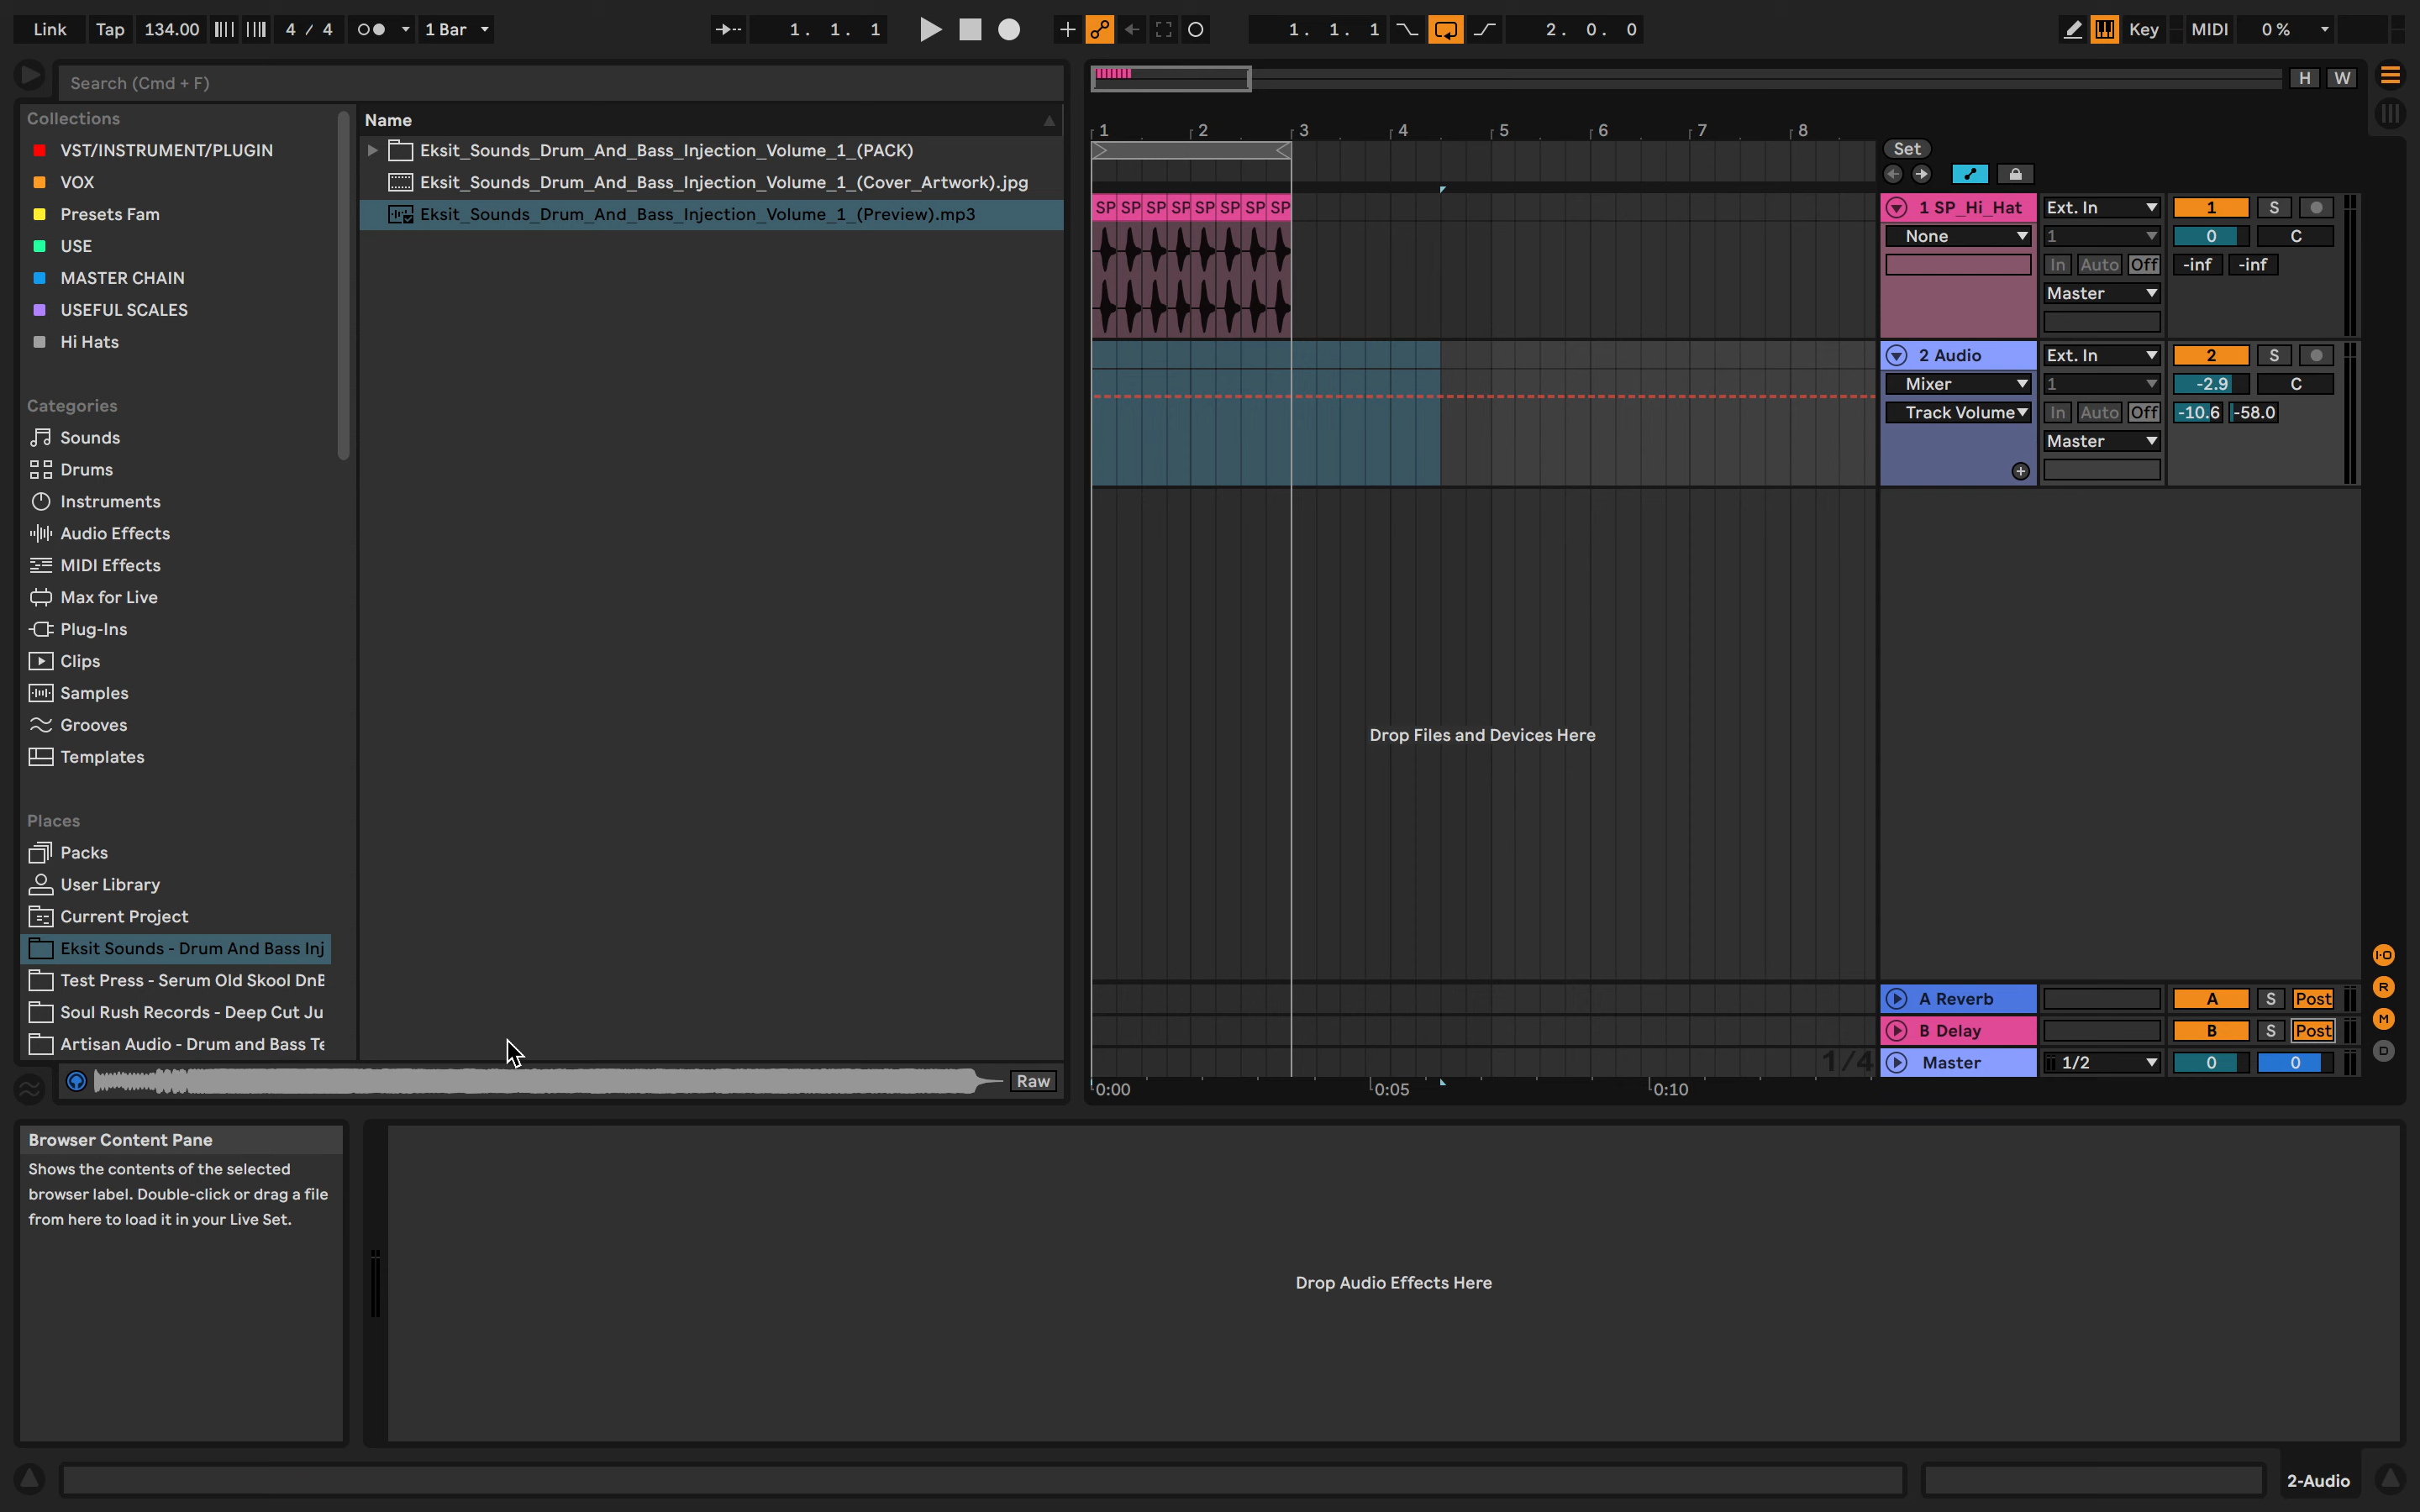 Link Tap 134.00 4 / 4 1 Bar 1. 1. 1 1. 1. 1 2. 0. 0 Key MIDI 0 %
Search (Cmd + F)
H W
Collections
VST/INSTRUMENT/PLUGIN
VOX
Presets Fam
USE
MASTER CHAIN
USEFUL SCALES
Hi Hats
Categories
Sounds
Drums
Instruments
Audio Effects
MIDI Effects
Max for Live
Plug-Ins
Clips
Samples
Grooves
Templates
Places
Packs
User Library
Current Project
Eksit Sounds - Drum And Bass Inj
Test Press - Serum Old Skool DnB
Soul Rush Records - Deep Cut Ju
Artisan Audio - Drum and Bass Te
Name
Eksit_Sounds_Drum_And_Bass_Injection_Volume_1_(PACK)
Eksit_Sounds_Drum_And_Bass_Injection_Volume_1_(Cover_Artwork).jpg
Eksit_Sounds_Drum_And_Bass_Injection_Volume_1_(Preview).mp3
Raw
1 2 3 4 5 6 7 8
Set
SP SP SP SP SP SP SP SP
1 SP_Hi_Hat Ext. In 1 S
None 1 0 C
In Auto Off -inf -inf
Master
2 Audio Ext. In 2 S
Mixer 1 -2.9 C
Track Volume In Auto Off -10.6 -58.0
Master
Drop Files and Devices Here
A Reverb A S Post
B Delay B S Post
1/4 Master 1/2 0 0
0:00 0:05 0:10
I·O
R
M
D
Browser Content Pane
Shows the contents of the selected
browser label. Double-click or drag a file
from here to load it in your Live Set.
Drop Audio Effects Here
2-Audio